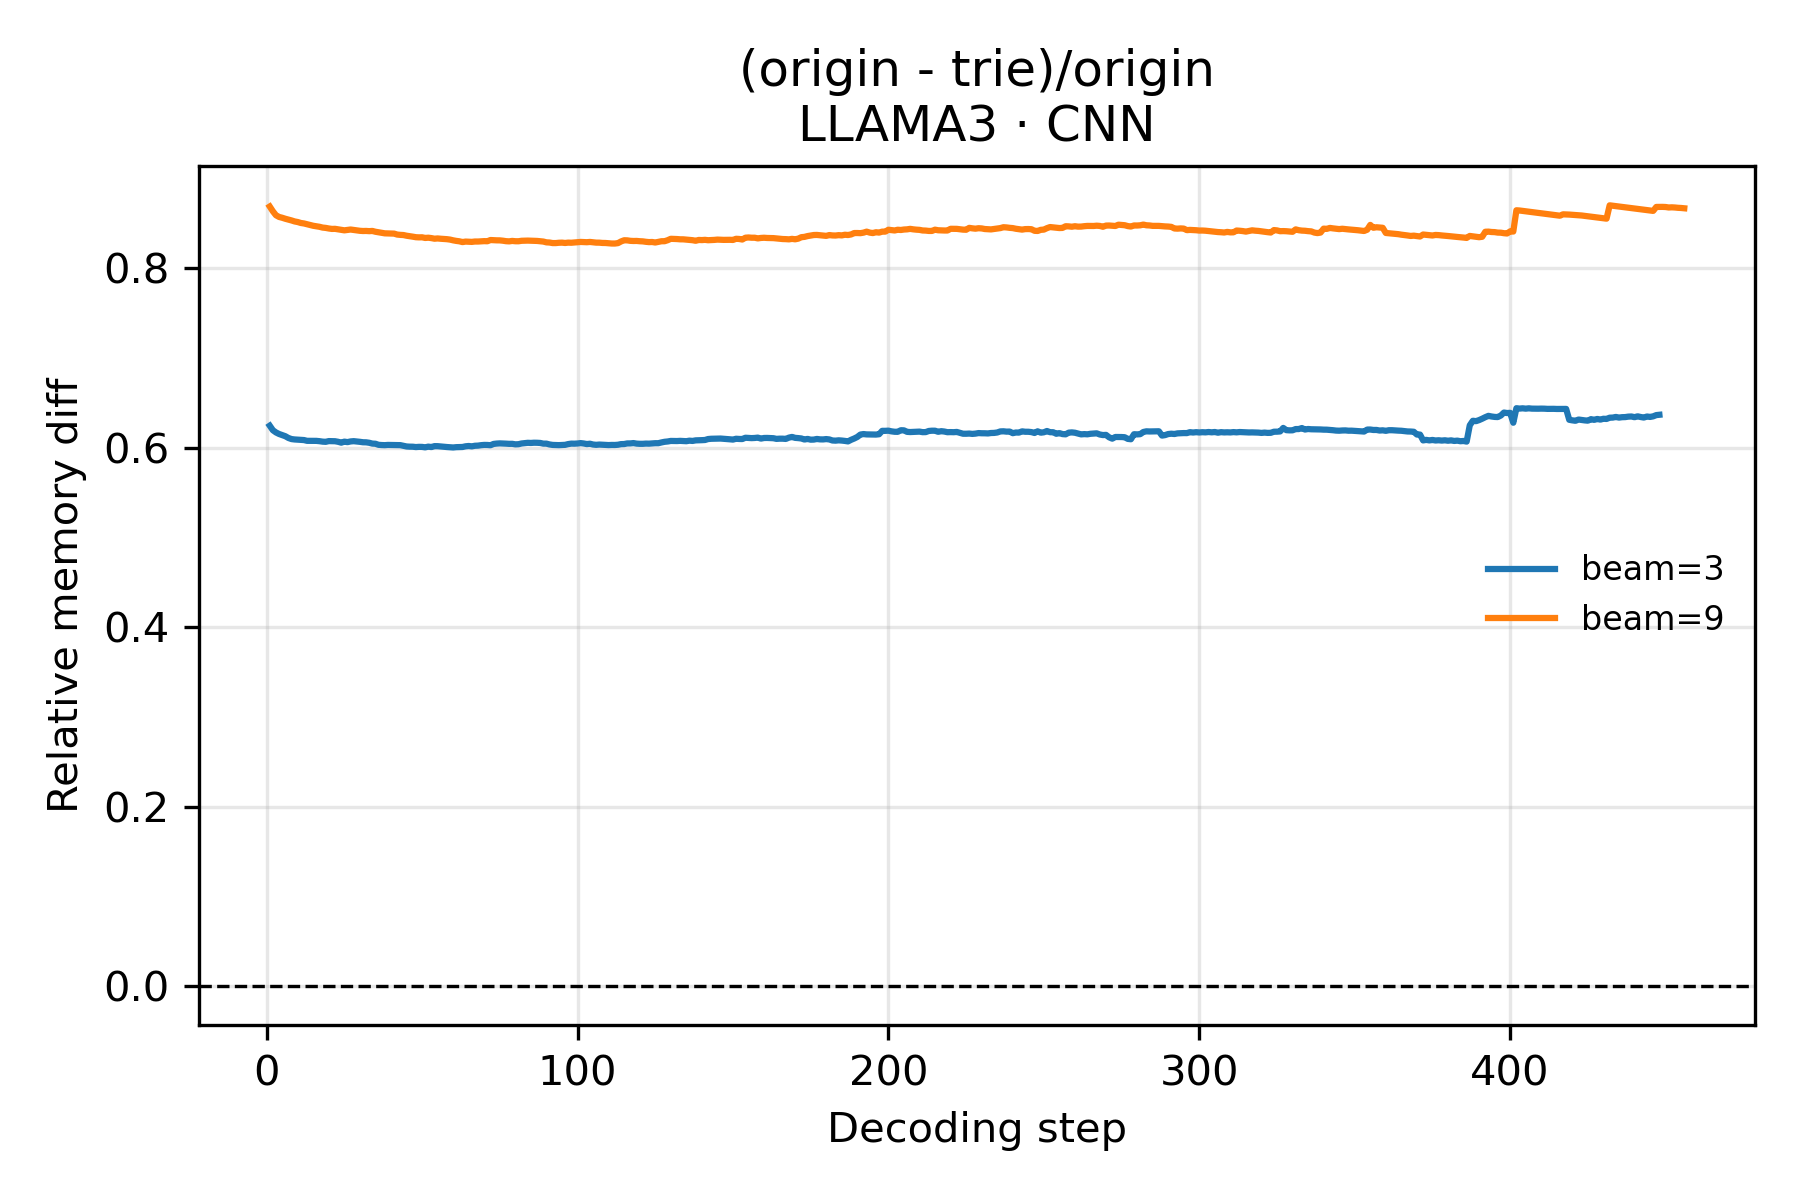 (origin - trie)/origin
LLAMA3 · CNN
Relative memory diff
0.8
0.6
0.4
0.2
0.0
beam=3
beam=9
0 100 200 300 400
Decoding step